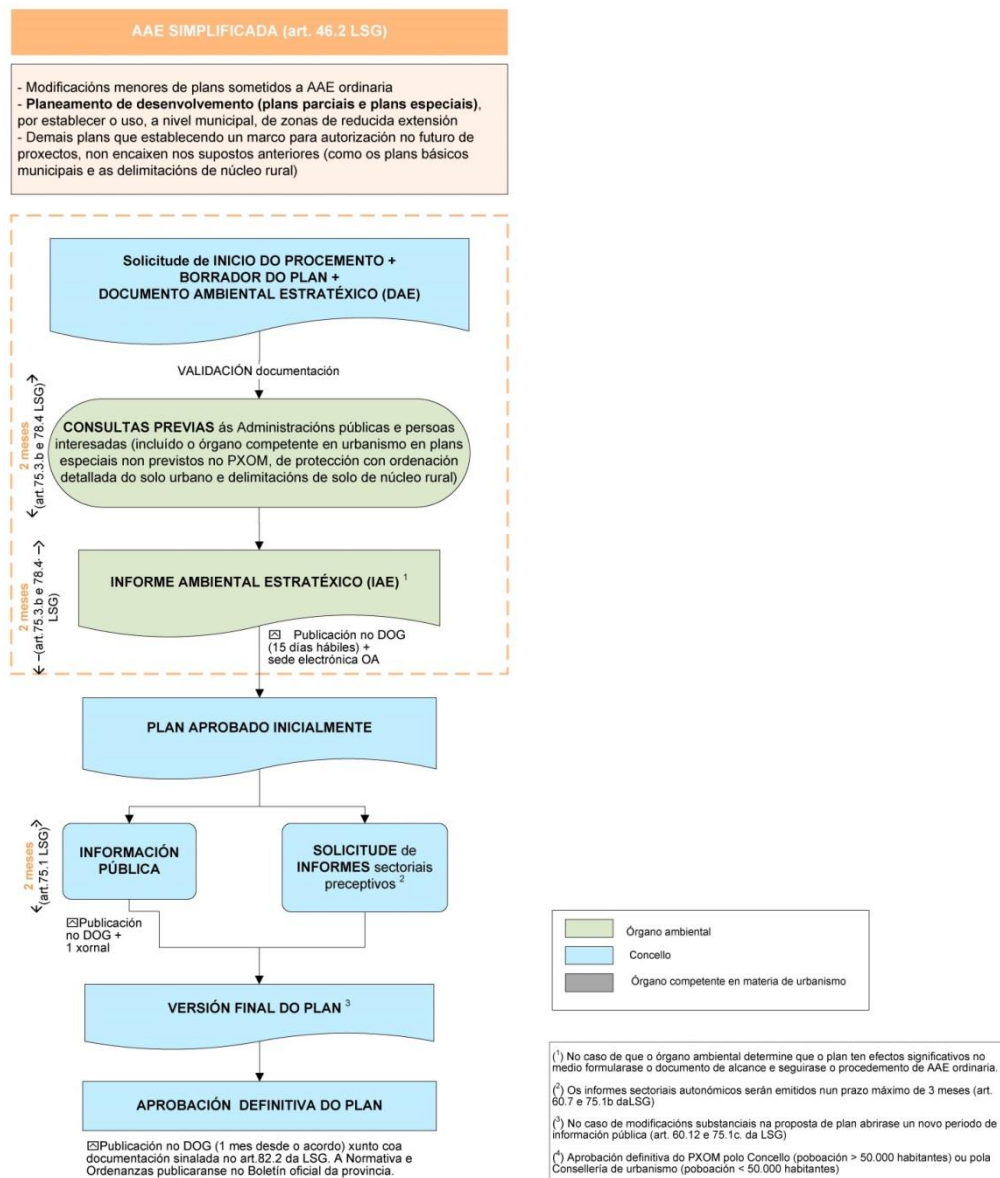 AAE SIMPLIFICADA (art. 46.2 LSG)
- Modificacións menores de plans sometidos a AAE ordinaria
- Planeamento de desenvolvemento (plans parciais e plans especiais),
por establecer o uso, a nivel municipal, de zonas de reducida extensión
- Demais plans que establecendo un marco para autorización no futuro de
proxectos, non encaixen nos supostos anteriores (como os plans básicos
municipais e as delimitacións de núcleo rural)
Solicitude de INICIO DO PROCEMENTO +
BORRADOR DO PLAN +
DOCUMENTO AMBIENTAL ESTRATÉXICO (DAE)
VALIDACIÓN documentación
2 meses
(art.75.3.b e 78.4 LSG)
CONSULTAS PREVIAS ás Administracións públicas e persoas
interesadas (incluído o órgano competente en urbanismo en plans
especiais non previstos no PXOM, de protección con ordenación
detallada do solo urbano e delimitacións de solo de núcleo rural)
2 meses
(art.75.3.b e 78.4
LSG)
INFORME AMBIENTAL ESTRATÉXICO (IAE) 1
Publicación no DOG
(15 días hábiles) +
sede electrónica OA
PLAN APROBADO INICIALMENTE
2 meses
(art.75.1 LSG)
INFORMACIÓN
PÚBLICA
SOLICITUDE de
INFORMES sectoriais
preceptivos 2
Publicación
no DOG +
1 xornal
VERSIÓN FINAL DO PLAN 3
APROBACIÓN DEFINITIVA DO PLAN
Publicación no DOG (1 mes desde o acordo) xunto coa
documentación sinalada no art.82.2 da LSG. A Normativa e
Ordenanzas publicaranse no Boletín oficial da provincia.
Órgano ambiental
Concello
Órgano competente en materia de urbanismo
(1) No caso de que o órgano ambiental determine que o plan ten efectos significativos no
medio formularase o documento de alcance e seguirase o procedemento de AAE ordinaria.
(2) Os informes sectoriais autonómicos serán emitidos nun prazo máximo de 3 meses (art.
60.7 e 75.1b daLSG)
(3) No caso de modificacións substanciais na proposta de plan abrirase un novo periodo de
información pública (art. 60.12 e 75.1c. da LSG)
(4) Aprobación definitiva do PXOM polo Concello (poboación > 50.000 habitantes) ou pola
Consellería de urbanismo (poboación < 50.000 habitantes)